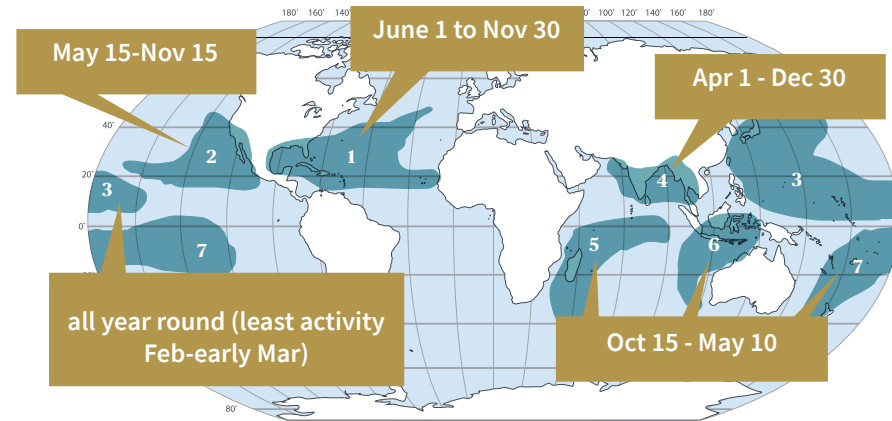 180˚ 160˚ 140˚
80˚ 100˚ 120˚ 140˚ 160˚ 180˚
June 1 to Nov 30
May 15-Nov 15
Apr 1 - Dec 30
40˚
2
1
20˚
3
4
3
0˚
7
5
6
7
all year round (least activity
Feb-early Mar)
Oct 15 - May 10
80˚